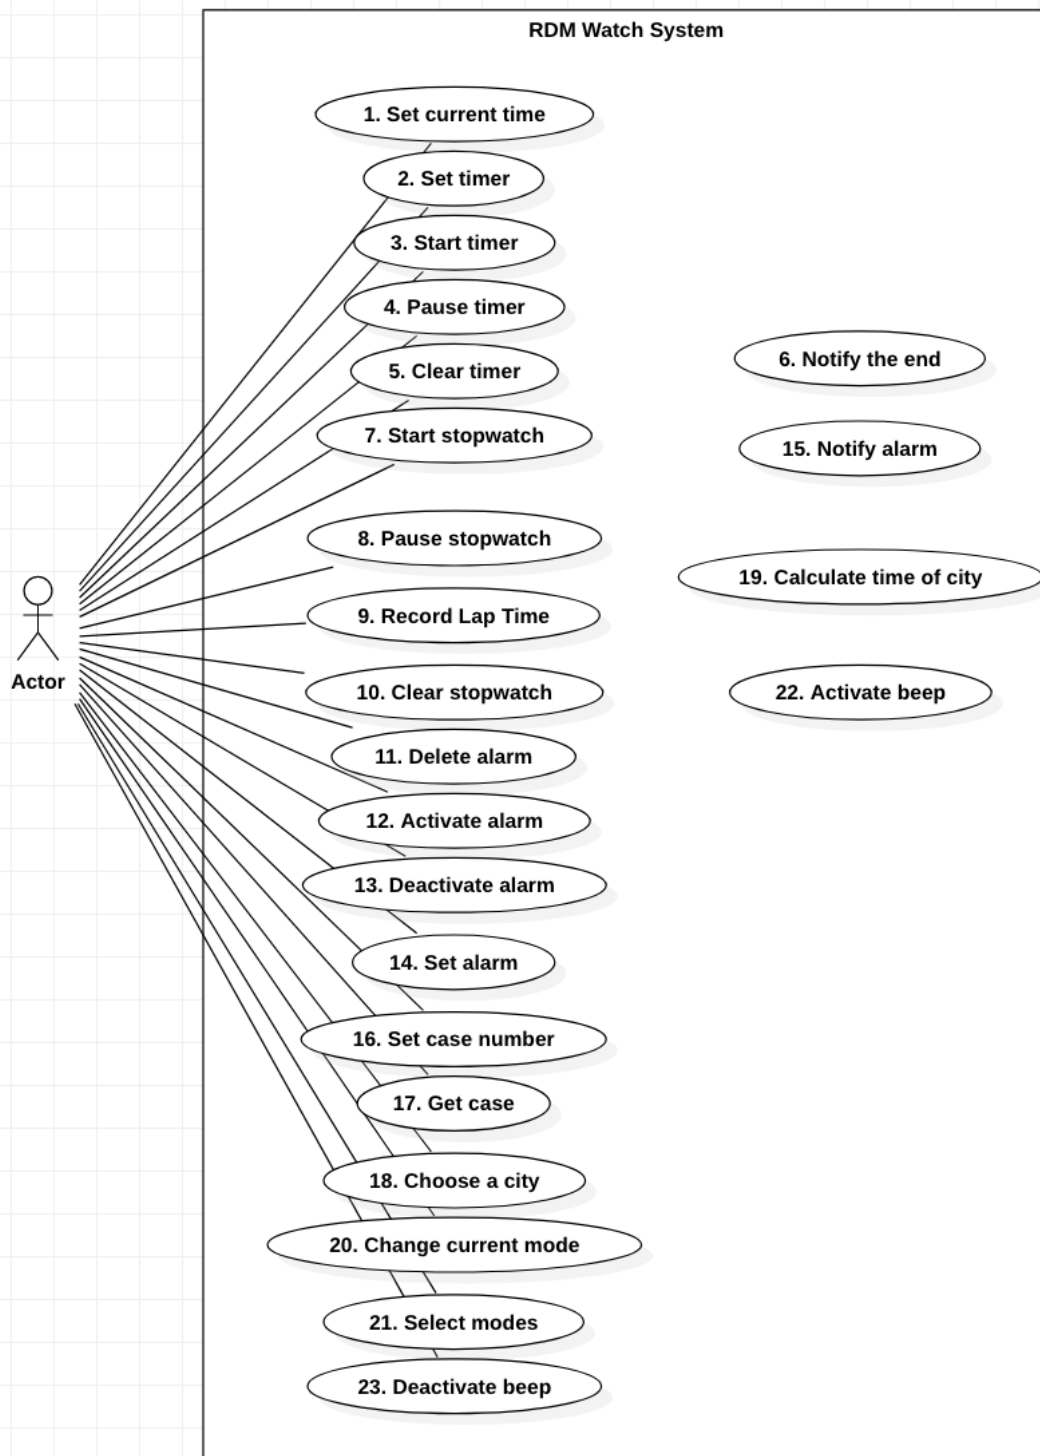 RDM Watch System
1. Set current time
2. Set timer
3. Start timer
4. Pause timer
5. Clear timer
7. Start stopwatch
8. Pause stopwatch
9. Record Lap Time
10. Clear stopwatch
11. Delete alarm
12. Activate alarm
13. Deactivate alarm
14. Set alarm
16. Set case number
17. Get case
18. Choose a city
20. Change current mode
21. Select modes
23. Deactivate beep
6. Notify the end
15. Notify alarm
19. Calculate time of city
22. Activate beep
Actor